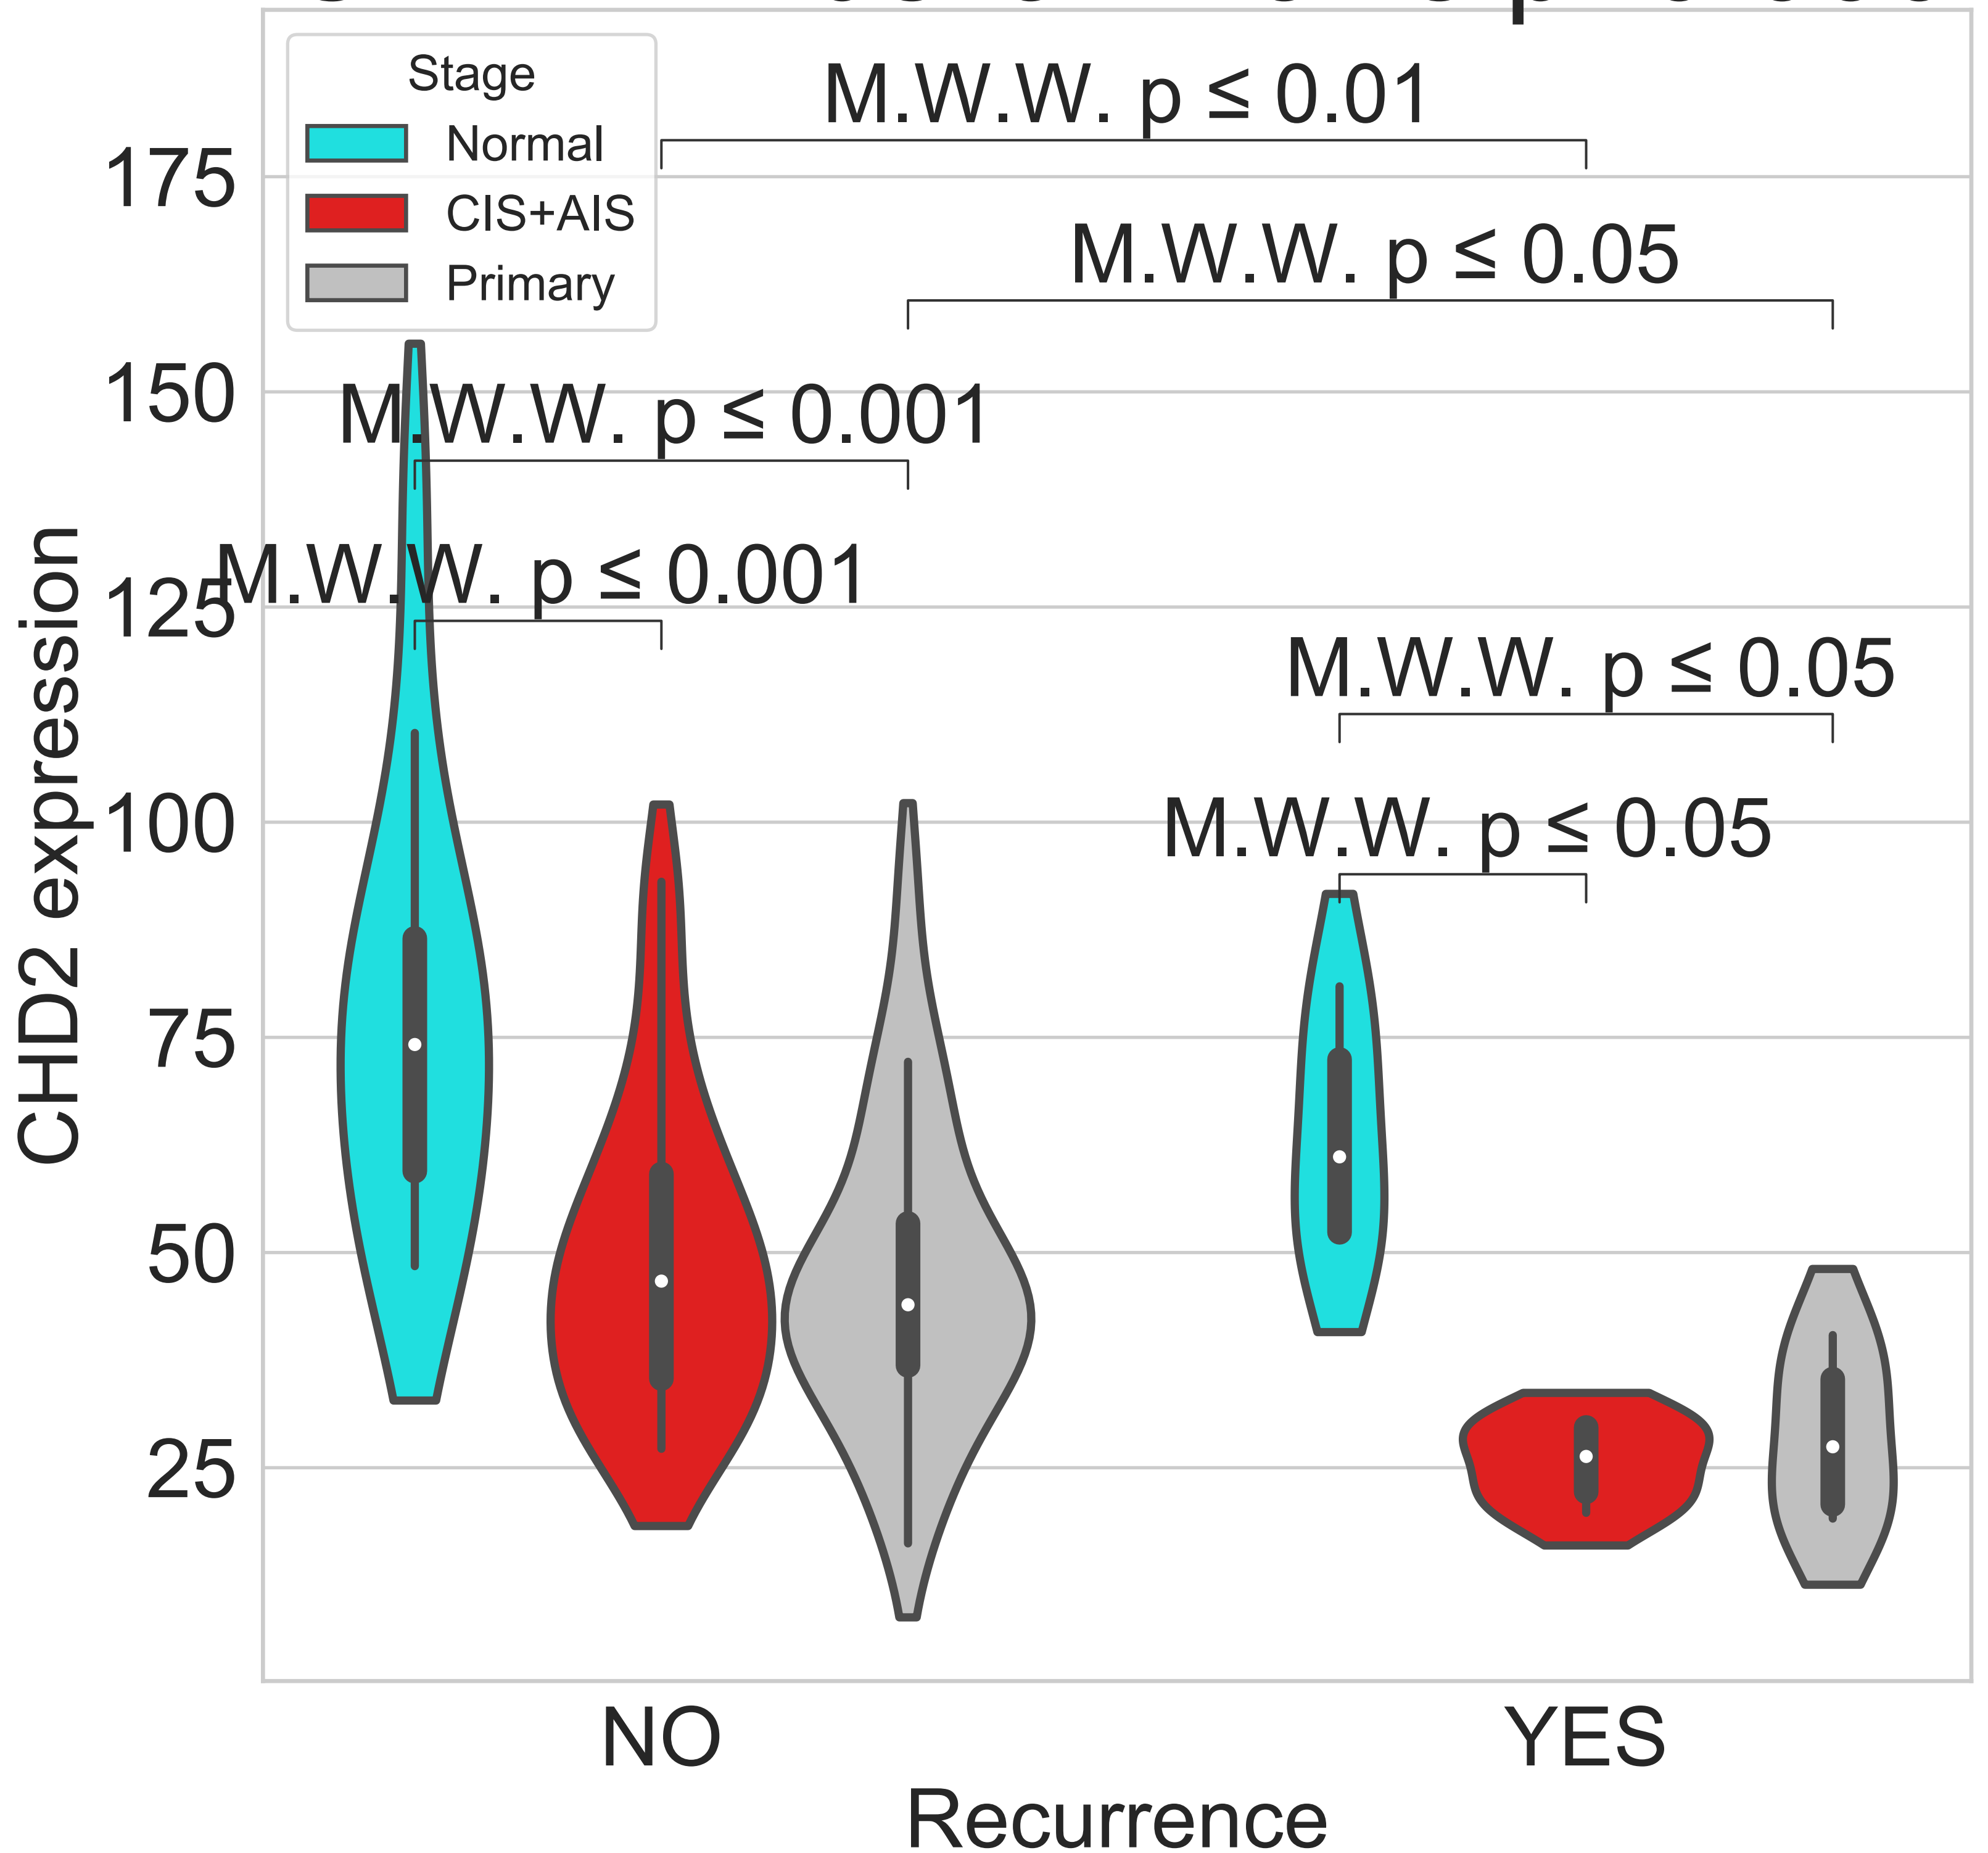 Stage
Normal
CIS+AIS
Primary
M.W.W. p ≤ 0.01
M.W.W. p ≤ 0.05
M.W.W. p ≤ 0.001
M.W.W. p ≤ 0.001
M.W.W. p ≤ 0.05
M.W.W. p ≤ 0.05
175
150
125
100
75
50
25
CHD2 expression
NO
YES
Recurrence